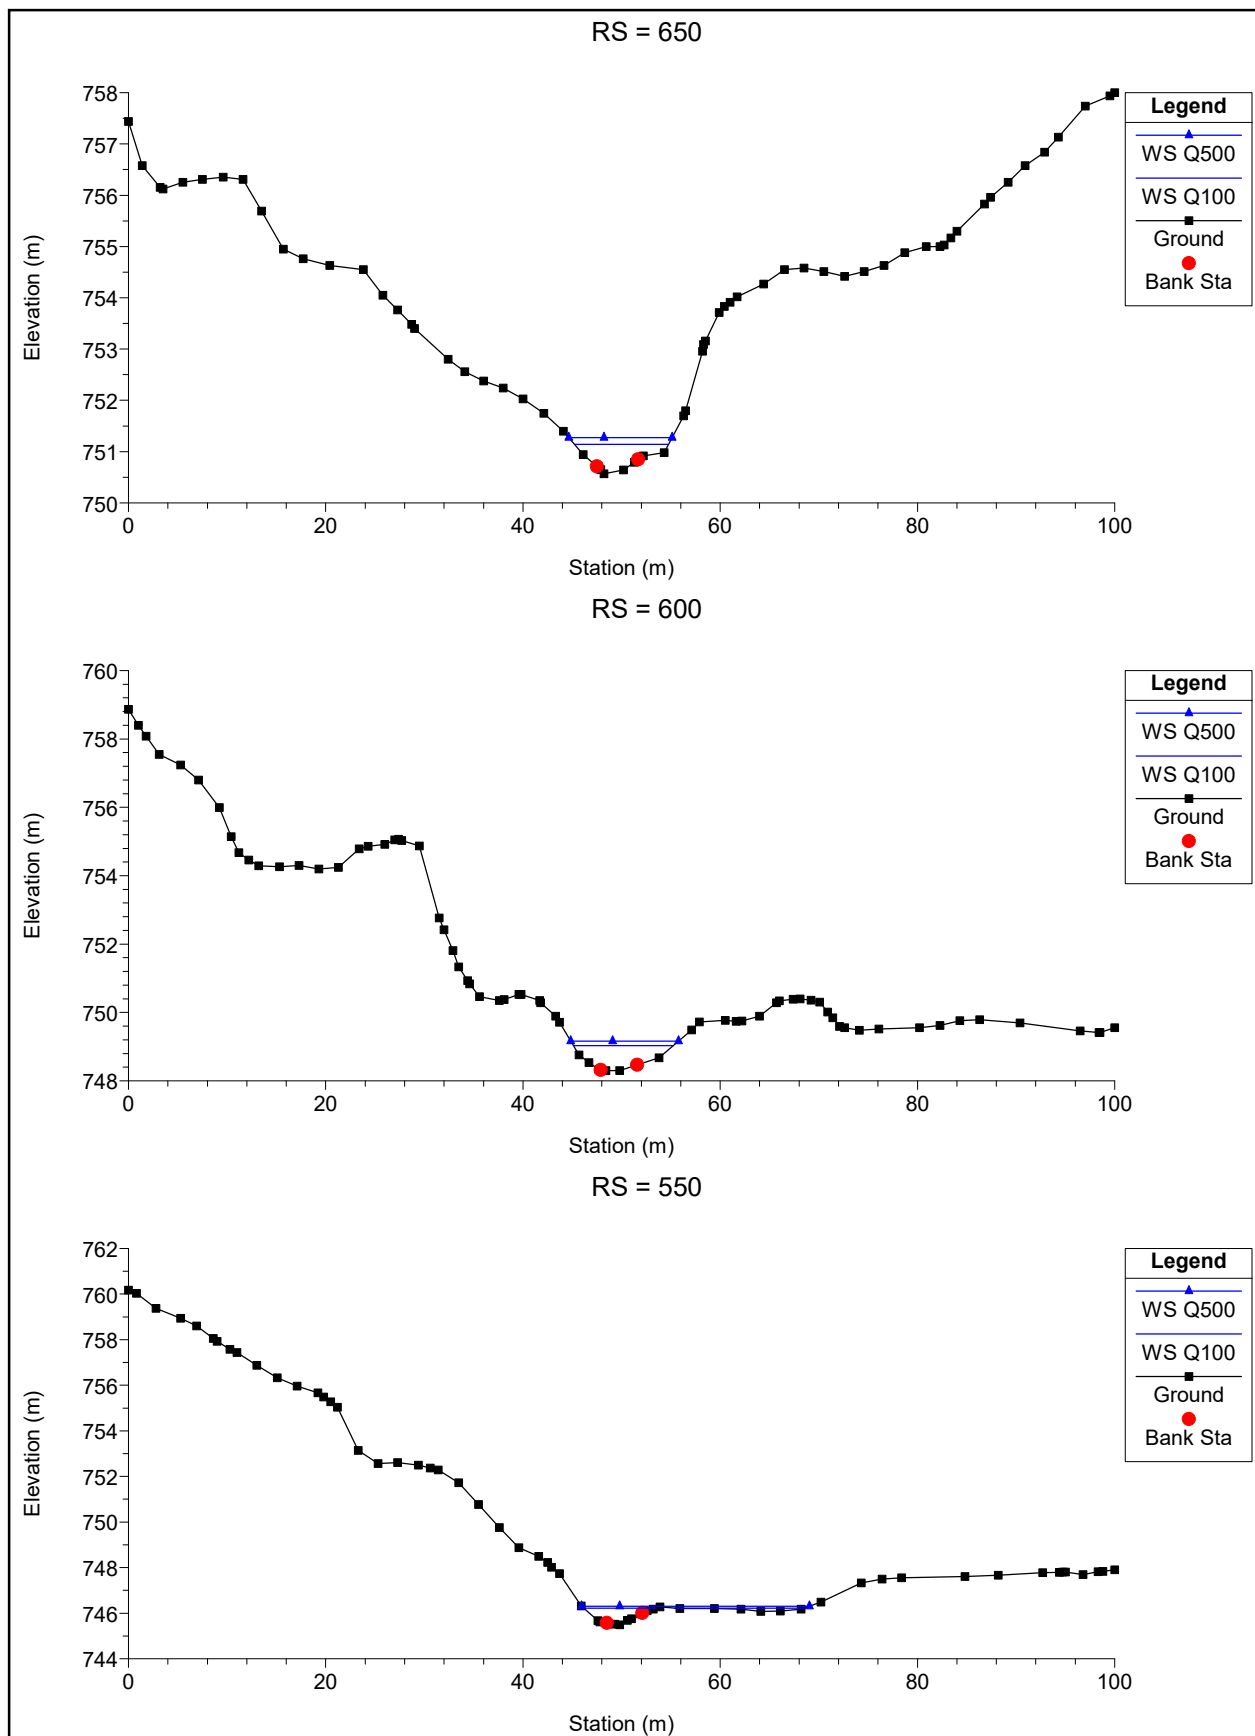 RS = 650
758
757
756
755
754
753
752
751
750
Elevation (m)
0 20 40 60 80 100
Station (m)
Legend
WS Q500
WS Q100
Ground
Bank Sta
RS = 600
760
758
756
754
752
750
748
Elevation (m)
0 20 40 60 80 100
Station (m)
Legend
WS Q500
WS Q100
Ground
Bank Sta
RS = 550
762
760
758
756
754
752
750
748
746
744
Elevation (m)
0 20 40 60 80 100
Station (m)
Legend
WS Q500
WS Q100
Ground
Bank Sta